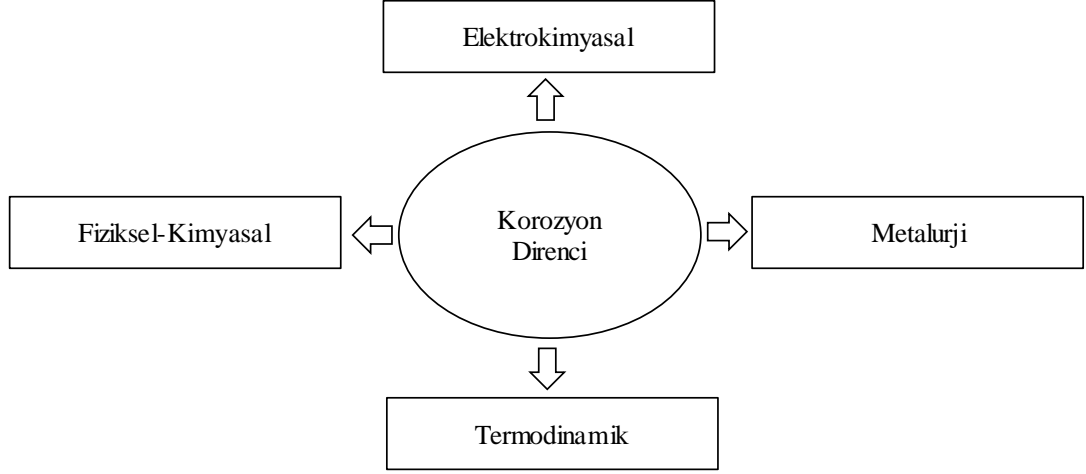 Elektrokimyasal
Fiziksel-Kimyasal
Korozyon
Direnci
Metalurji
Termodinamik